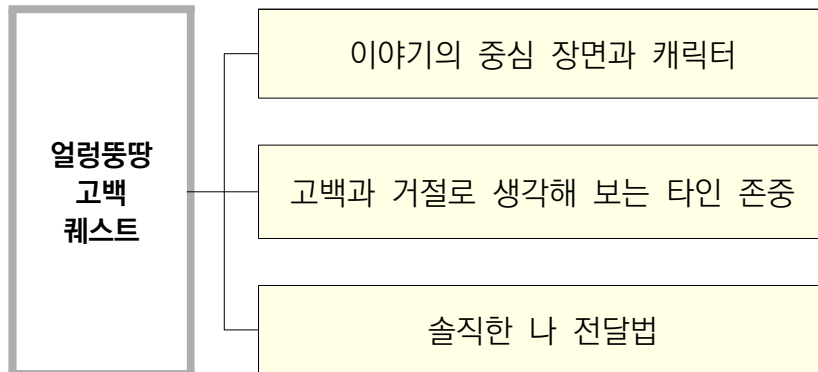 얼렁뚱땅
고백
퀘스트
이야기의 중심 장면과 캐릭터
고백과 거절로 생각해 보는 타인 존중
솔직한 나 전달법